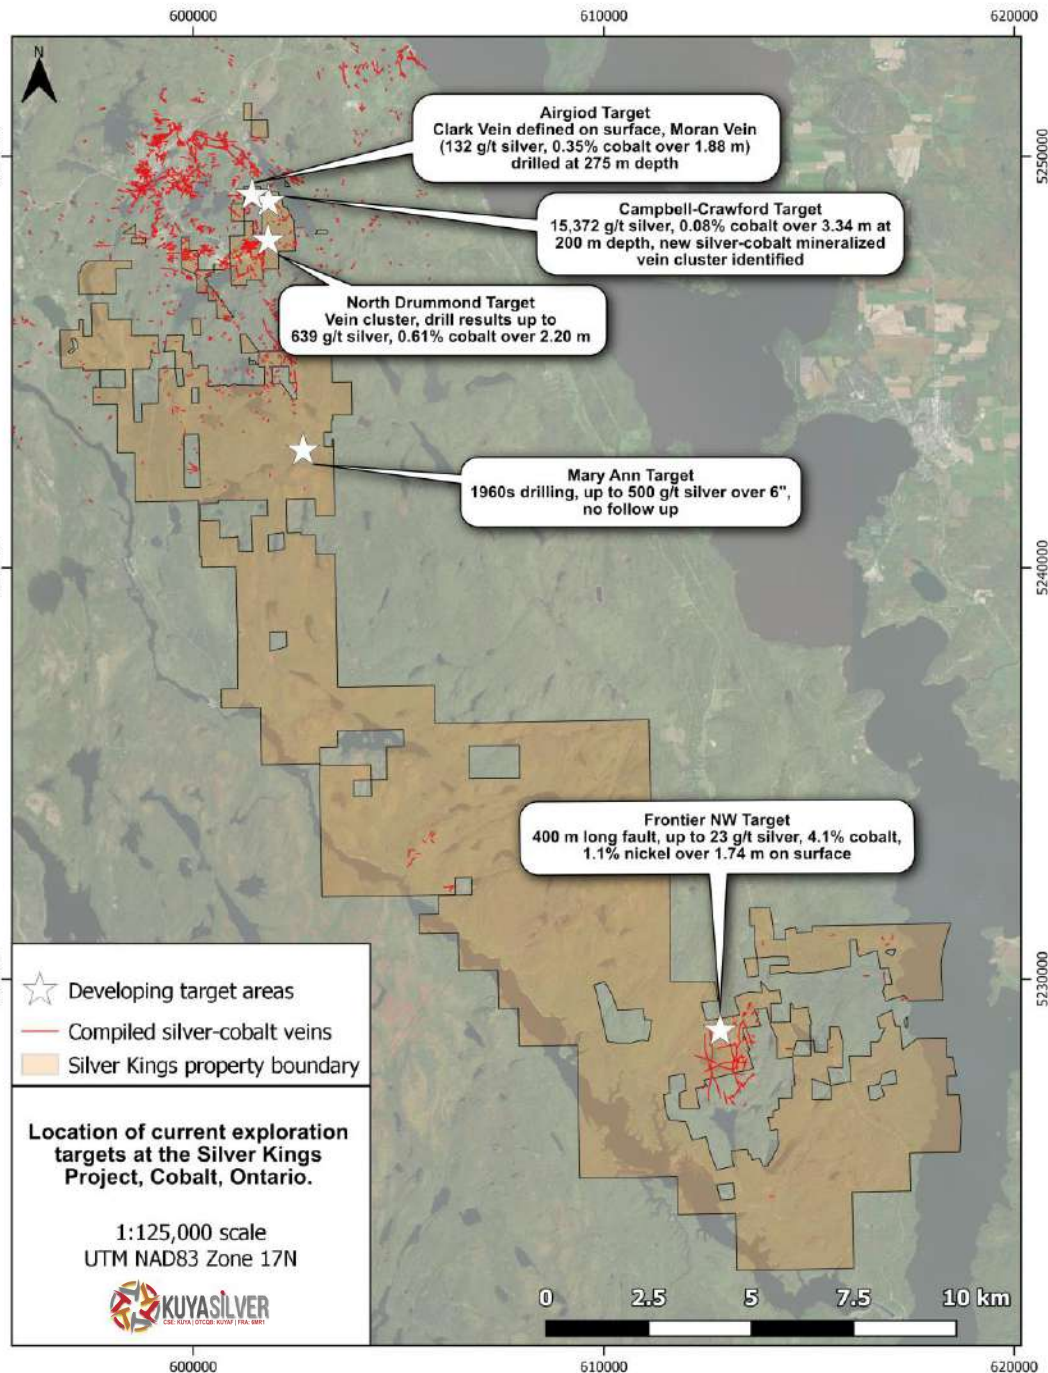 600000
610000
620000
N
Airgiod Target
Clark Vein defined on surface, Moran Vein
(132 g/t silver, 0.35% cobalt over 1.88 m)
drilled at 275 m depth
5250000
Campbell-Crawford Target
15,372 g/t silver, 0.08% cobalt over 3.34 m at
200 m depth, new silver-cobalt mineralized
vein cluster identified
North Drummond Target
Vein cluster, drill results up to
639 g/t silver, 0.61% cobalt over 2.20 m
Mary Ann Target
1960s drilling, up to 500 g/t silver over 6",
no follow up
5240000
Frontier NW Target
400 m long fault, up to 23 g/t silver, 4.1% cobalt,
1.1% nickel over 1.74 m on surface
5230000
Developing target areas
Compiled silver-cobalt veins
Silver Kings property boundary
Location of current exploration
targets at the Silver Kings
Project, Cobalt, Ontario.
1:125,000 scale
UTM NAD83 Zone 17N
KUYASILVER
CSE: KUYA | OTCQB: KUYAF | FRA: 6MR1
0 2.5 5 7.5 10 km
600000
610000
620000